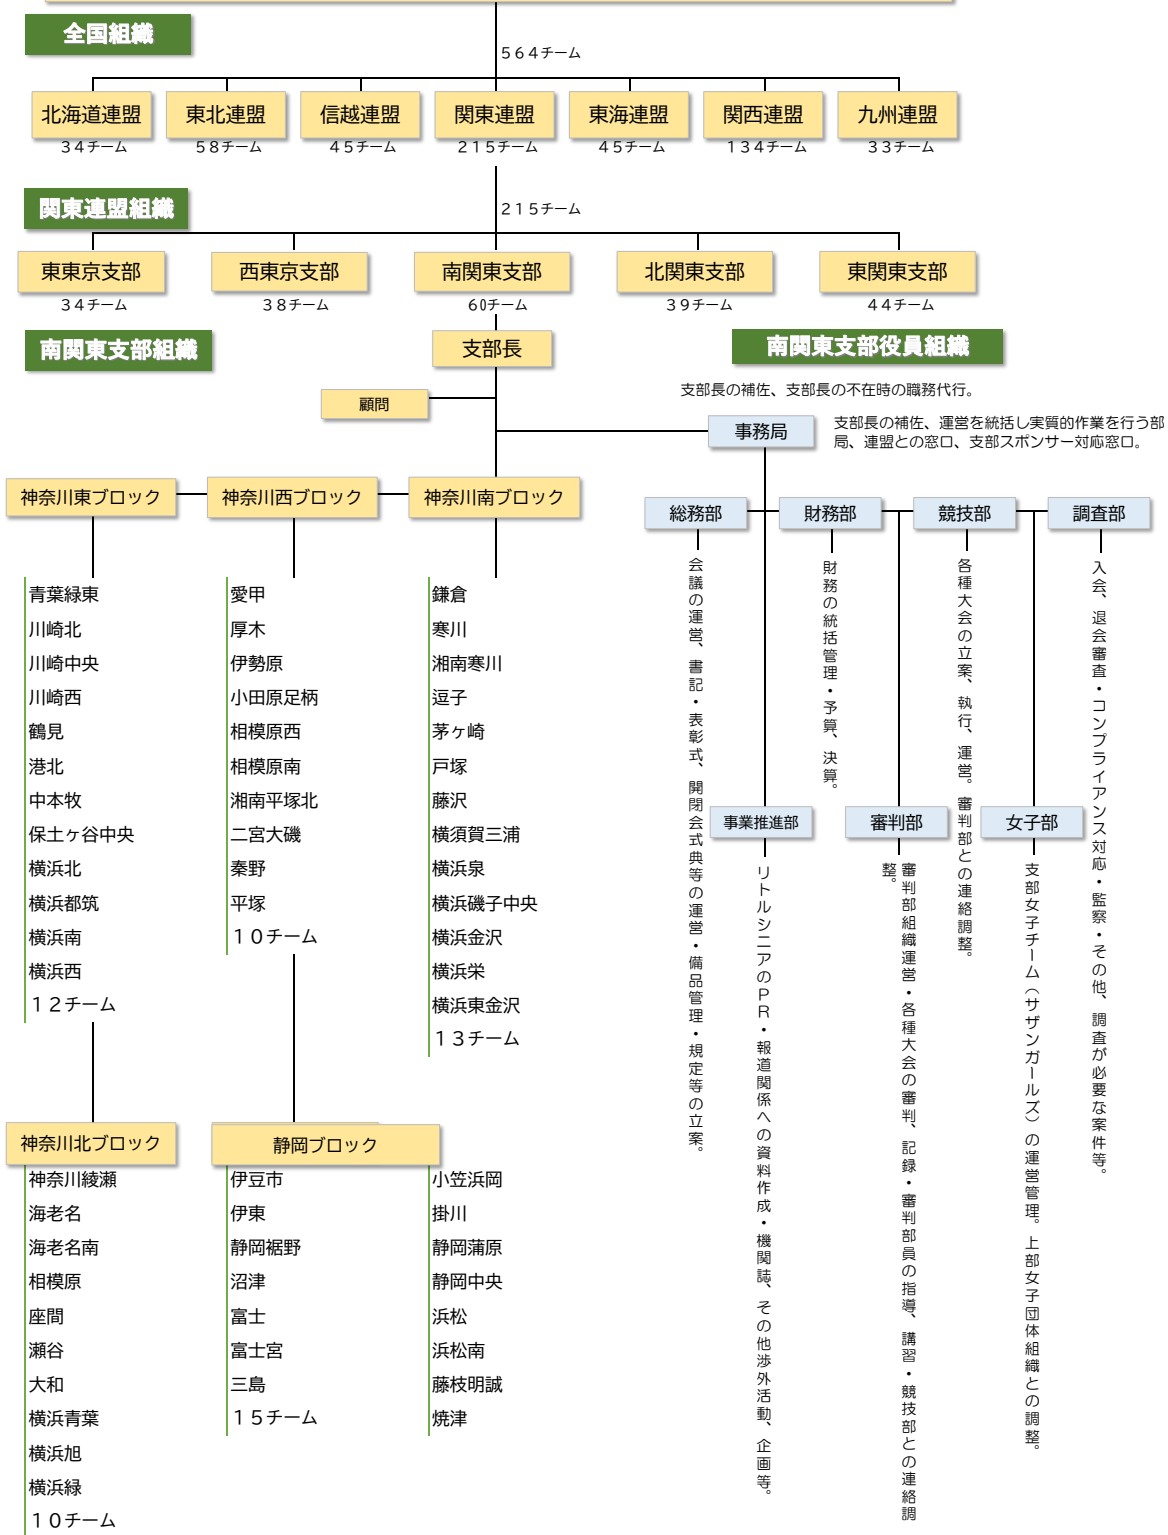 全国組織
５６４チーム
北海道連盟
東北連盟
信越連盟
関東連盟
東海連盟
関西連盟
九州連盟
３４チーム
５８チーム
４５チーム
２１５チーム
４５チーム
１３４チーム
３３チーム
関東連盟組織
２１５チーム
東東京支部
西東京支部
南関東支部
北関東支部
東関東支部
３４チーム
３８チーム
60チーム
３９チーム
４４チーム
南関東支部組織
支部長
南関東支部役員組織
支部長の補佐、支部長の不在時の職務代行。
顧問
事務局
支部長の補佐、運営を統括し実質的作業を行う部
局、連盟との窓口、支部スポンサー対応窓口。
神奈川東ブロック
神奈川西ブロック
神奈川南ブロック
青葉緑東
川崎北
川崎中央
川崎西
鶴見
港北
中本牧
保土ヶ谷中央
横浜北
横浜都筑
横浜南
横浜西
１２チーム
愛甲
厚木
伊勢原
小田原足柄
相模原西
相模原南
湘南平塚北
二宮大磯
秦野
平塚
１０チーム
鎌倉
寒川
湘南寒川
逗子
茅ヶ崎
戸塚
藤沢
横須賀三浦
横浜泉
横浜磯子中央
横浜金沢
横浜栄
横浜東金沢
１３チーム
神奈川北ブロック
神奈川綾瀬
海老名
海老名南
相模原
座間
瀬谷
大和
横浜青葉
横浜旭
横浜緑
１０チーム
静岡ブロック
伊豆市
伊東
静岡裾野
沼津
富士
富士宮
三島
１５チーム
小笠浜岡
掛川
静岡蒲原
静岡中央
浜松
浜松南
藤枝明誠
焼津
総務部
会議の運営、書記・表彰式、開閉会式典等の運営・備品管理・規定等の立案。
財務部
財務の統括管理・予算、決算。
競技部
各種大会の立案、執行、運営。審判部との連絡調整。
調査部
入会、退会審査・コンプライアンス対応・監察・その他、調査が必要な案件等。
事業推進部
リトルシニアのＰＲ・報道関係への資料作成・機関誌、その他渉外活動、企画等。
審判部
審判部組織運営・各種大会の審判、記録・審判部員の指導、講習・競技部との連絡調
整。
女子部
支部女子チーム（サザンガールズ）の運営管理。上部女子団体組織との調整。